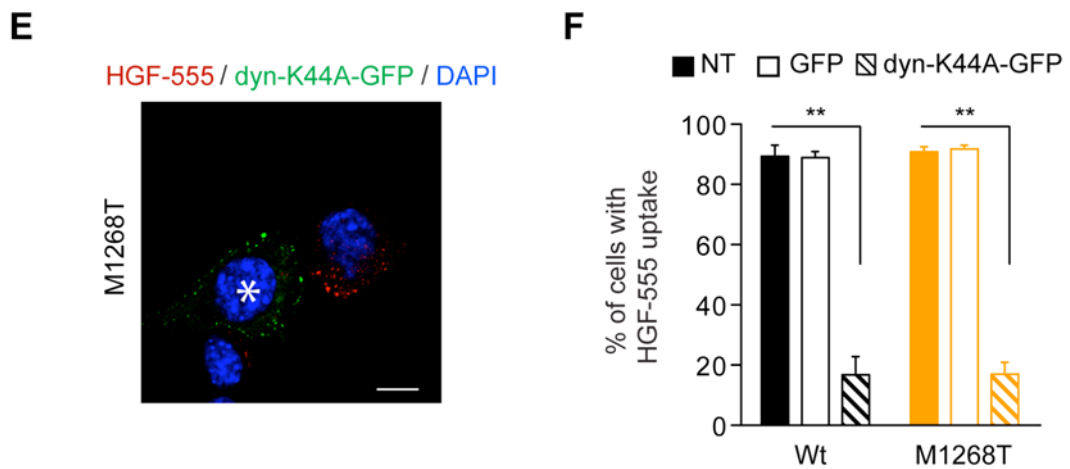 E
HGF-555 / dyn-K44A-GFP / DAPI
M1268T
*
F
NT GFP dyn-K44A-GFP
% of cells with
HGF-555 uptake
100
80
60
40
20
0
**
**
Wt M1268T